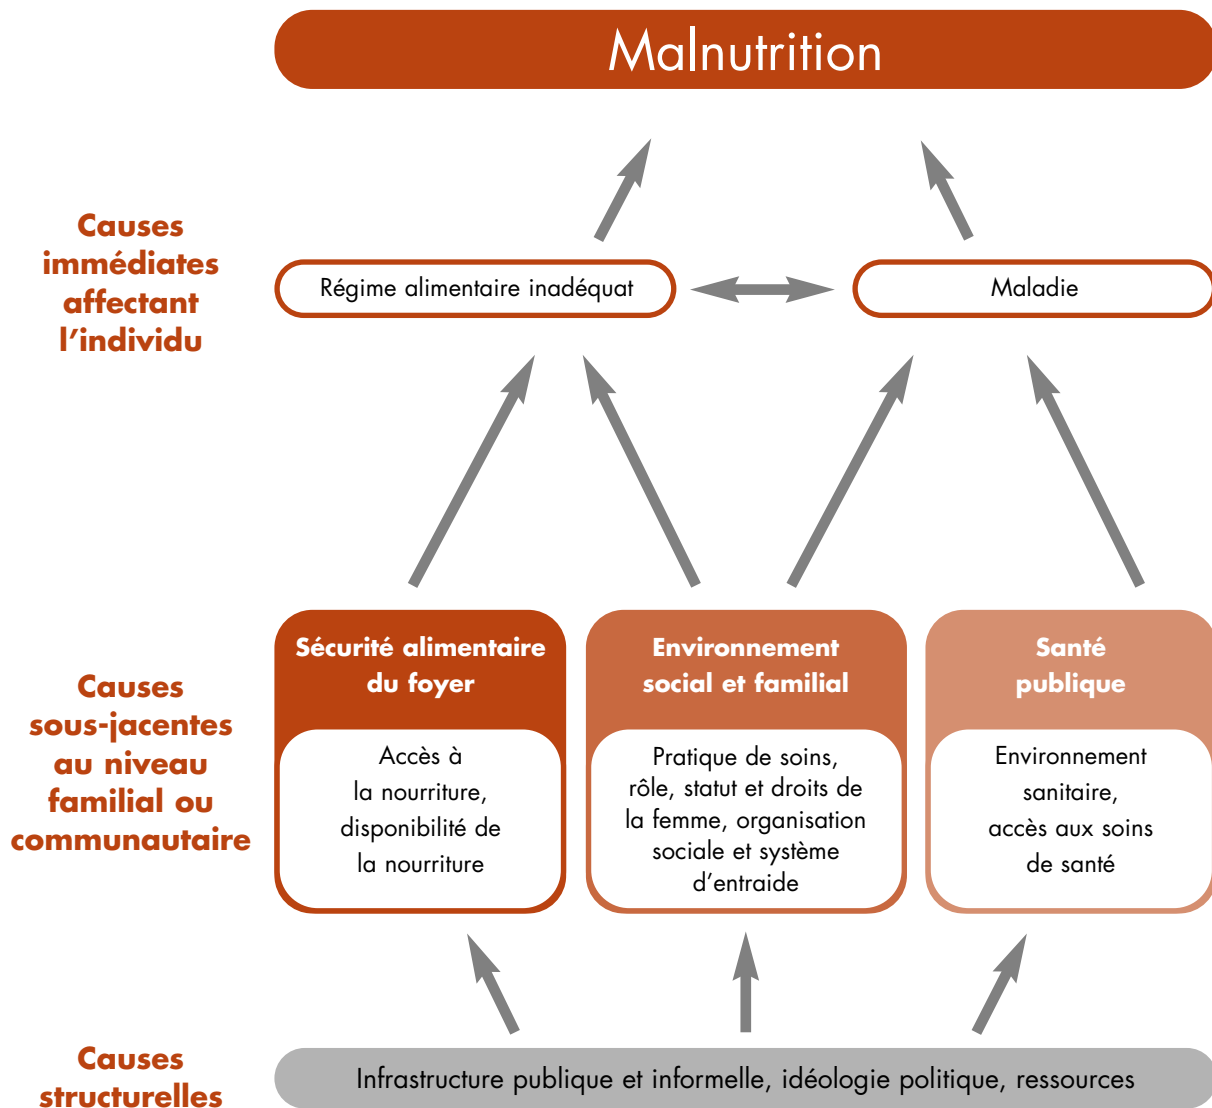 Malnutrition
Causes
immédiates
affectant
l'individu
Régime alimentaire inadéquat
Maladie
Causes
sous-jacentes
au niveau
familial ou
communautaire
Sécurité alimentaire
du foyer
Accès à
la nourriture,
disponibilité de
la nourriture
Environnement
social et familial
Pratique de soins,
rôle, statut et droits de
la femme, organisation
sociale et système
d'entraide
Santé
publique
Environnement
sanitaire,
accès aux soins
de santé
Causes
structurelles
Infrastructure publique et informelle, idéologie politique, ressources